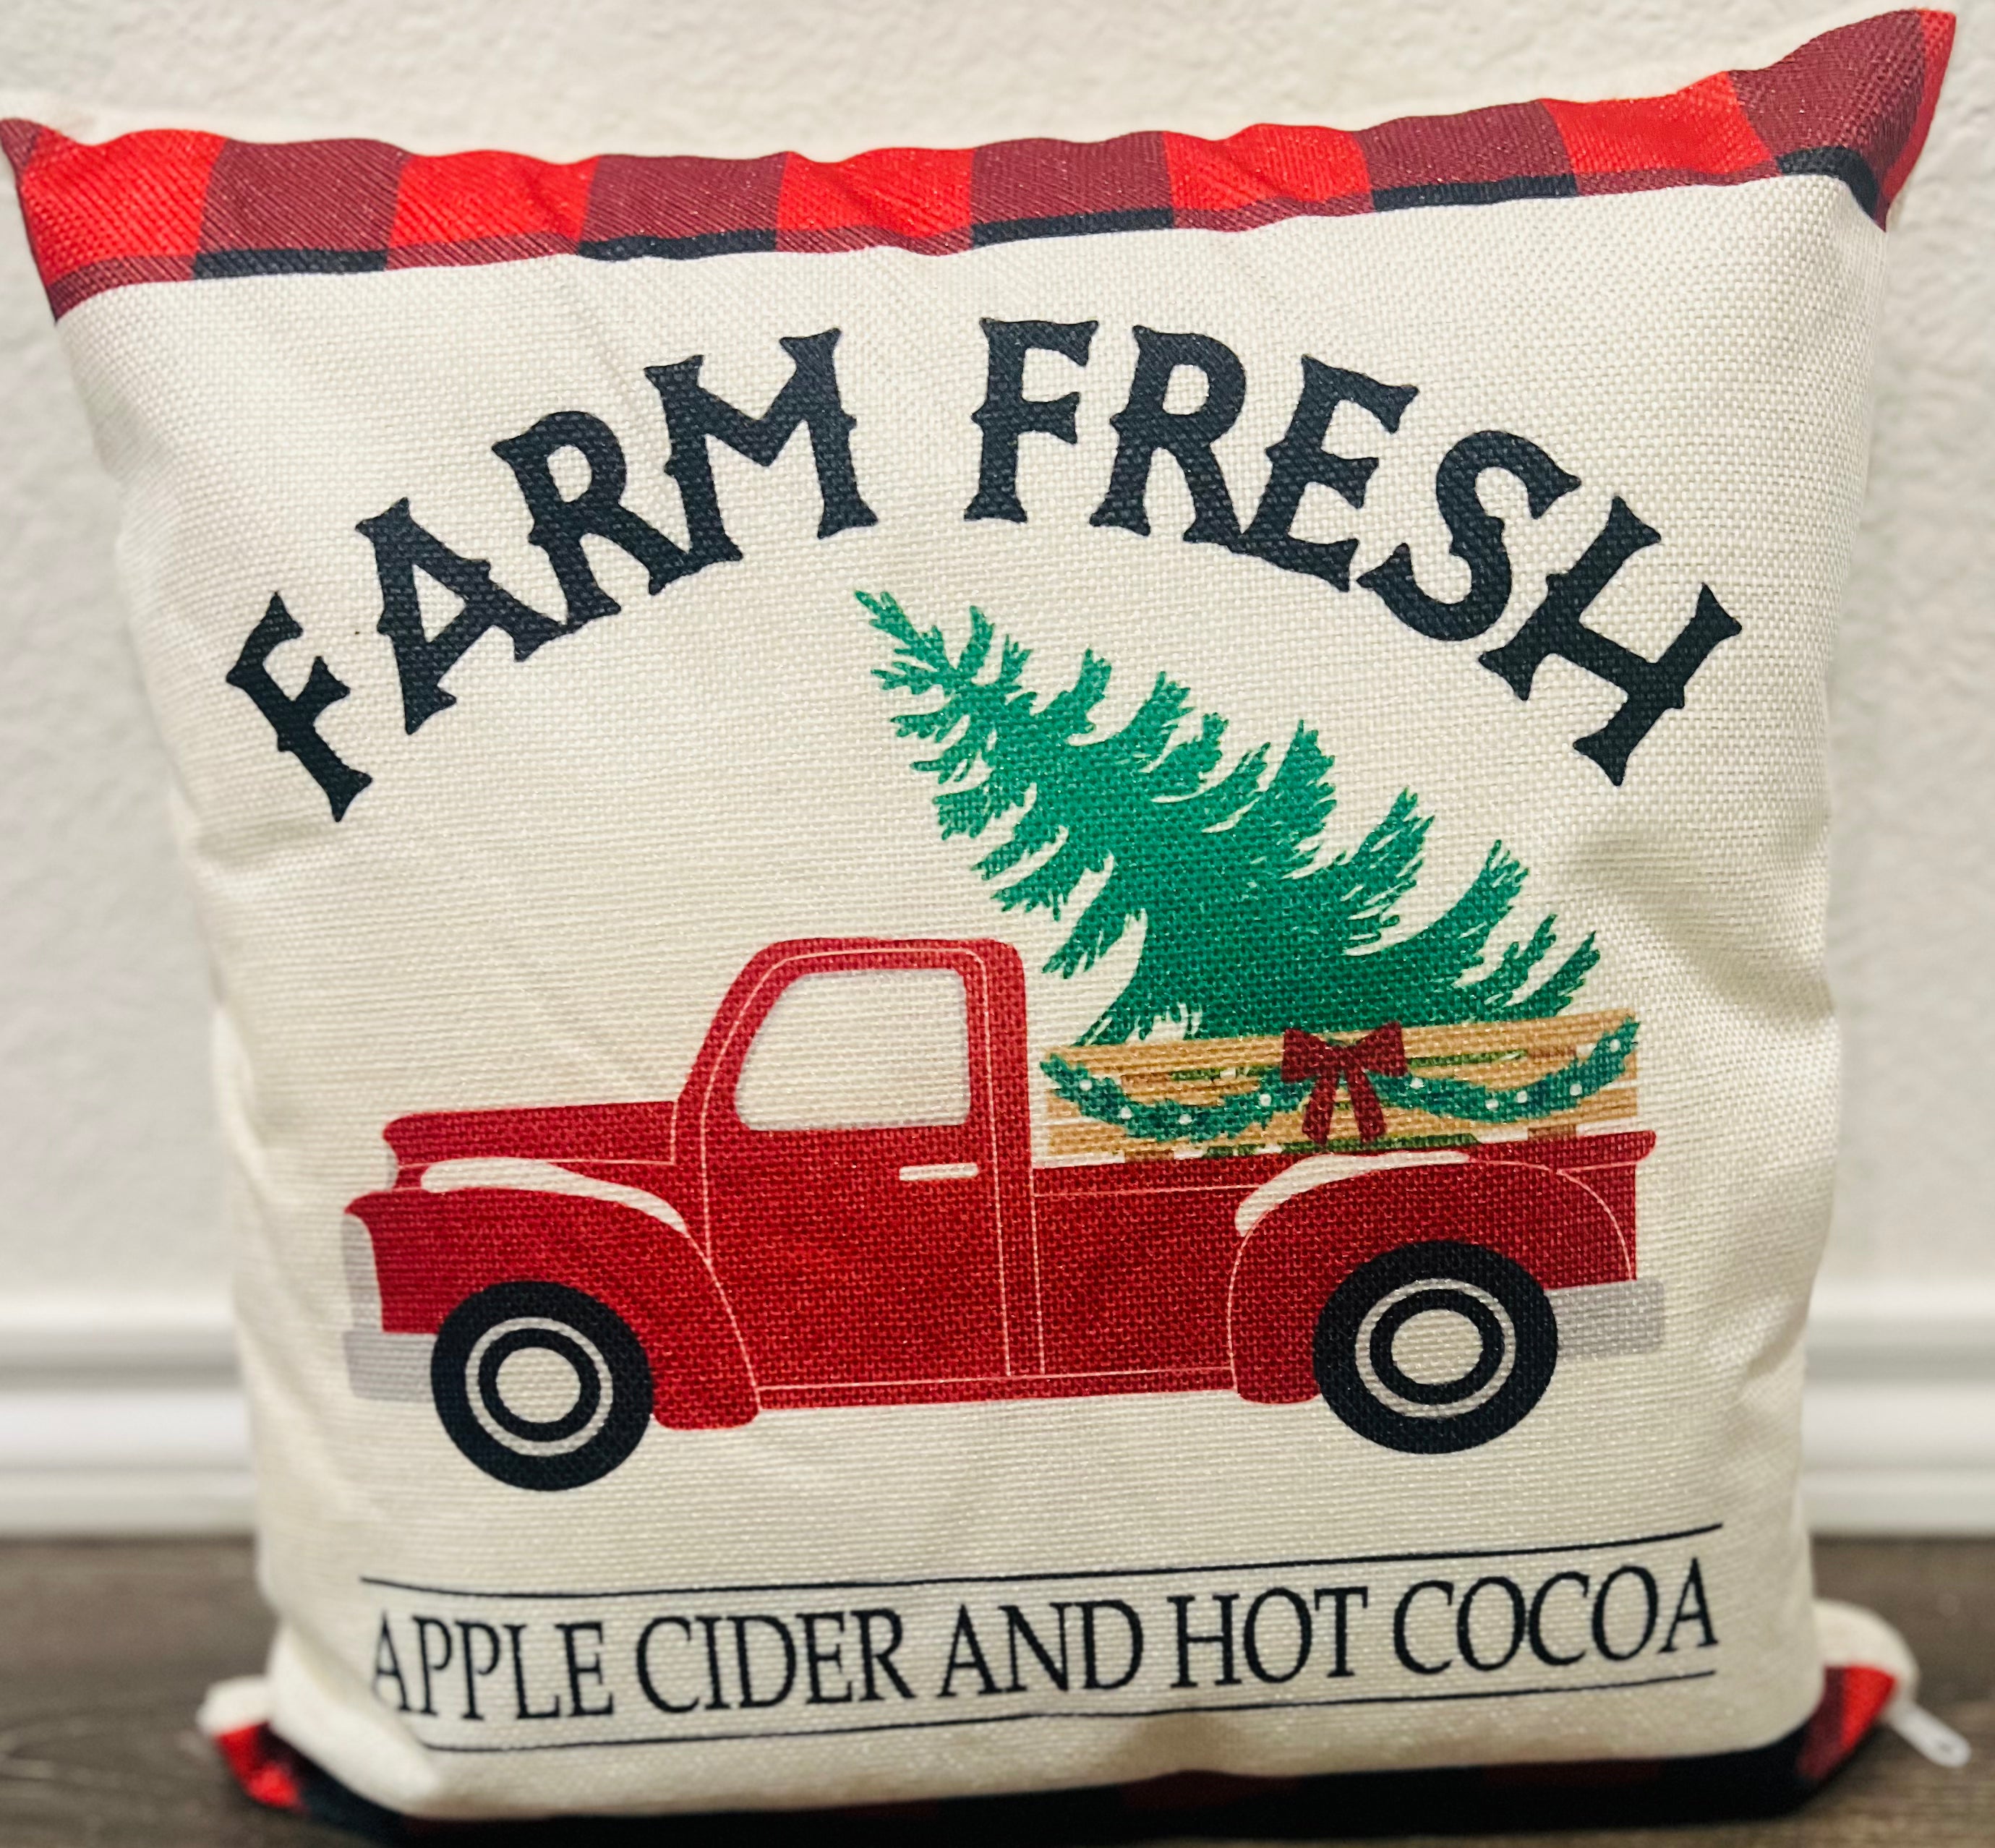 FARM FRESH
APPLE CIDER AND HOT COCOA